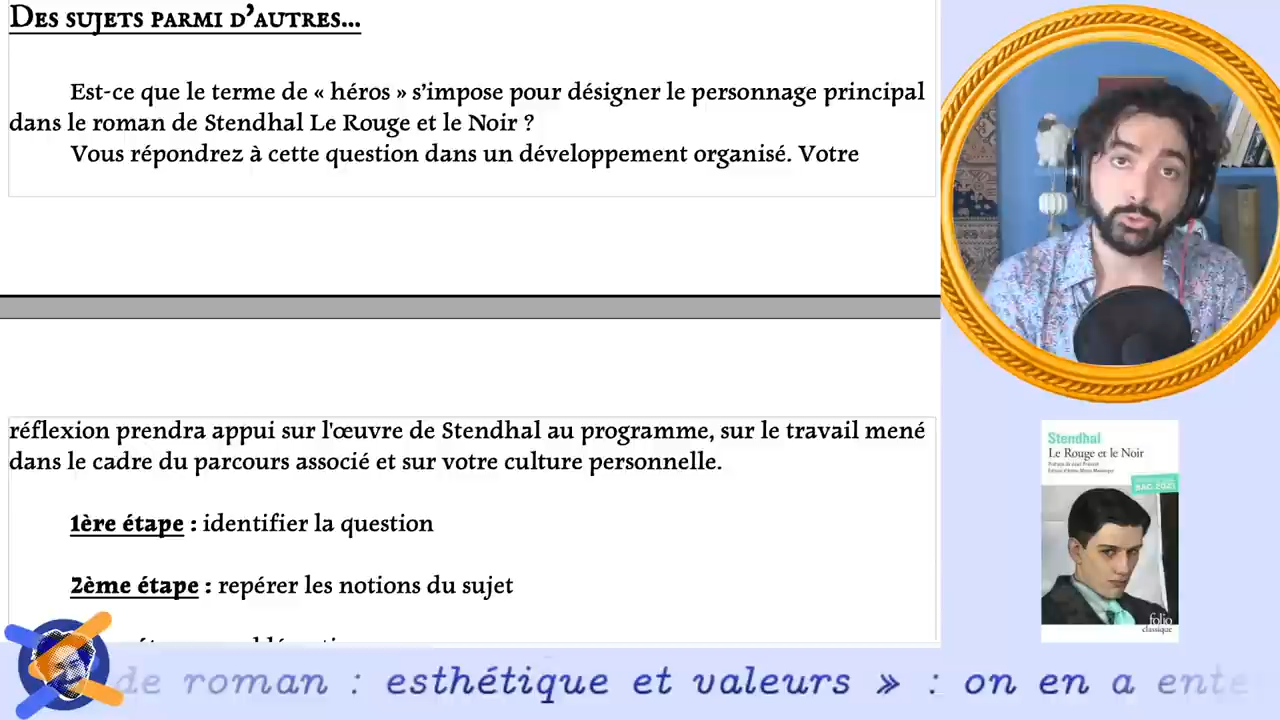 Des sujets parmi d'autres...
Est-ce que le terme de « héros » s'impose pour désigner le personnage principal
dans le roman de Stendhal Le Rouge et le Noir ?
Vous répondrez à cette question dans un développement organisé. Votre
réflexion prendra appui sur l'œuvre de Stendhal au programme, sur le travail mené
dans le cadre du parcours associé et sur votre culture personnelle.
1ère étape : identifier la question
2ème étape : repérer les notions du sujet
Stendhal
Le Rouge et le Noir
BAC 2021
folio
classique
de roman : esthétique et valeurs » : on en a